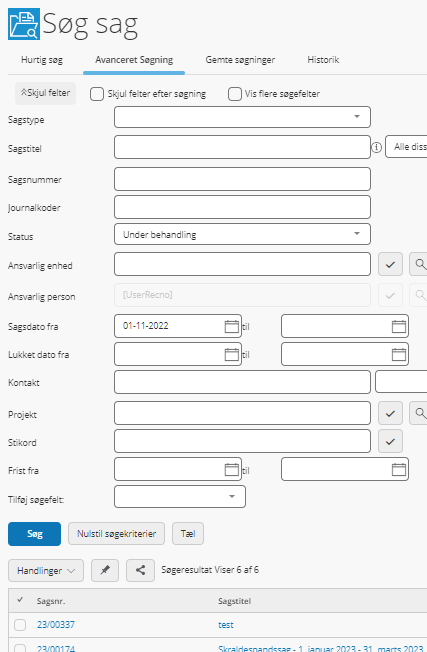 Søg sag
Hurtig søg Avanceret Søgning Gemte søgninger Historik
Skjul felter Skjul felter efter søgning Vis flere søgefelter
Sagstype
Sagstitel Alle diss
Sagsnummer
Journalkoder
Status Under behandling
Ansvarlig enhed
Ansvarlig person [UserRecno]
Sagsdato fra 01-11-2022 til
Lukket dato fra til
Kontakt
Projekt
Stikord
Frist fra til
Tilføj søgefelt:
Søg Nulstil søgekriterier Tæl
Handlinger Søgeresultat Viser 6 af 6
Sagsnr. Sagstitel
23/00337 test
23/00174 Skraldespandssag - 1. januar 2023 - 31. marts 2023